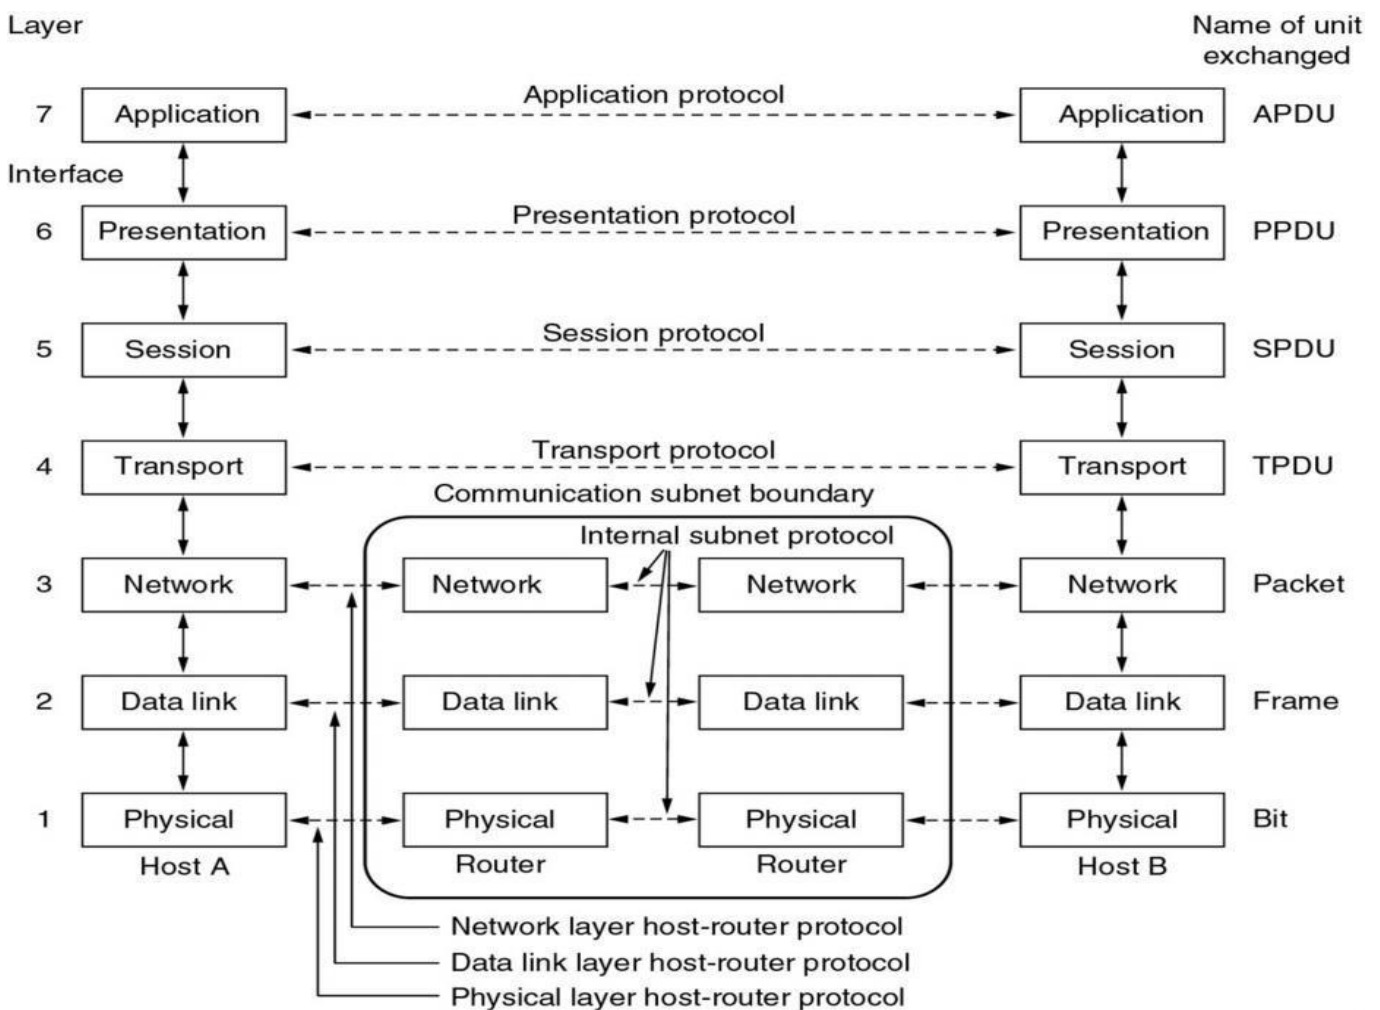 Layer
Name of unit
exchanged
7 Application Application protocol Application APDU
Interface
6 Presentation Presentation protocol Presentation PPDU
5 Session Session protocol Session SPDU
4 Transport Transport protocol Transport TPDU
Communication subnet boundary
Internal subnet protocol
3 Network Network Network Network Packet
2 Data link Data link Data link Data link Frame
1 Physical Physical Physical Physical Bit
Host A Router Router Host B
Network layer host-router protocol
Data link layer host-router protocol
Physical layer host-router protocol